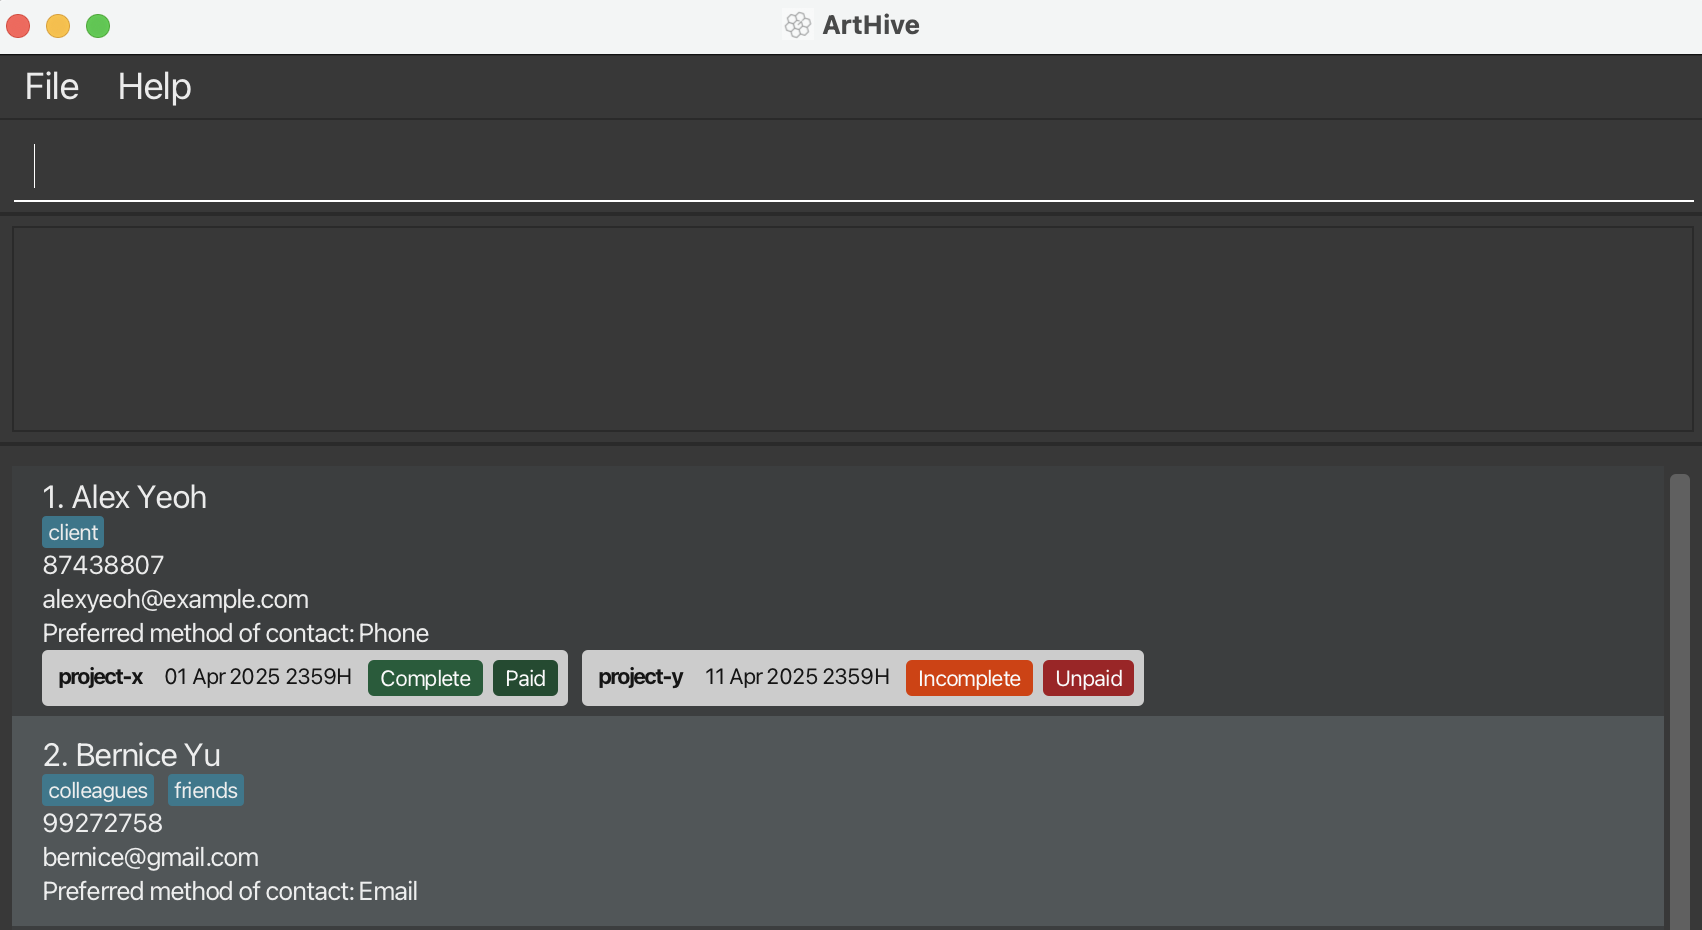 ArtHive
File Help
1. Alex Yeoh
client
87438807
alexyeoh@example.com
Preferred method of contact: Phone
project-x 01 Apr 2025 2359H Complete Paid project-y 11 Apr 2025 2359H Incomplete Unpaid
2. Bernice Yu
colleagues friends
99272758
bernice@gmail.com
Preferred method of contact: Email